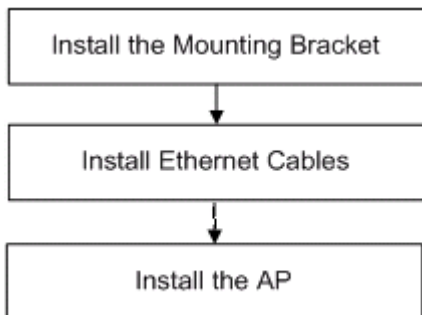 Install the Mounting Bracket
Install Ethernet Cables
Install the AP